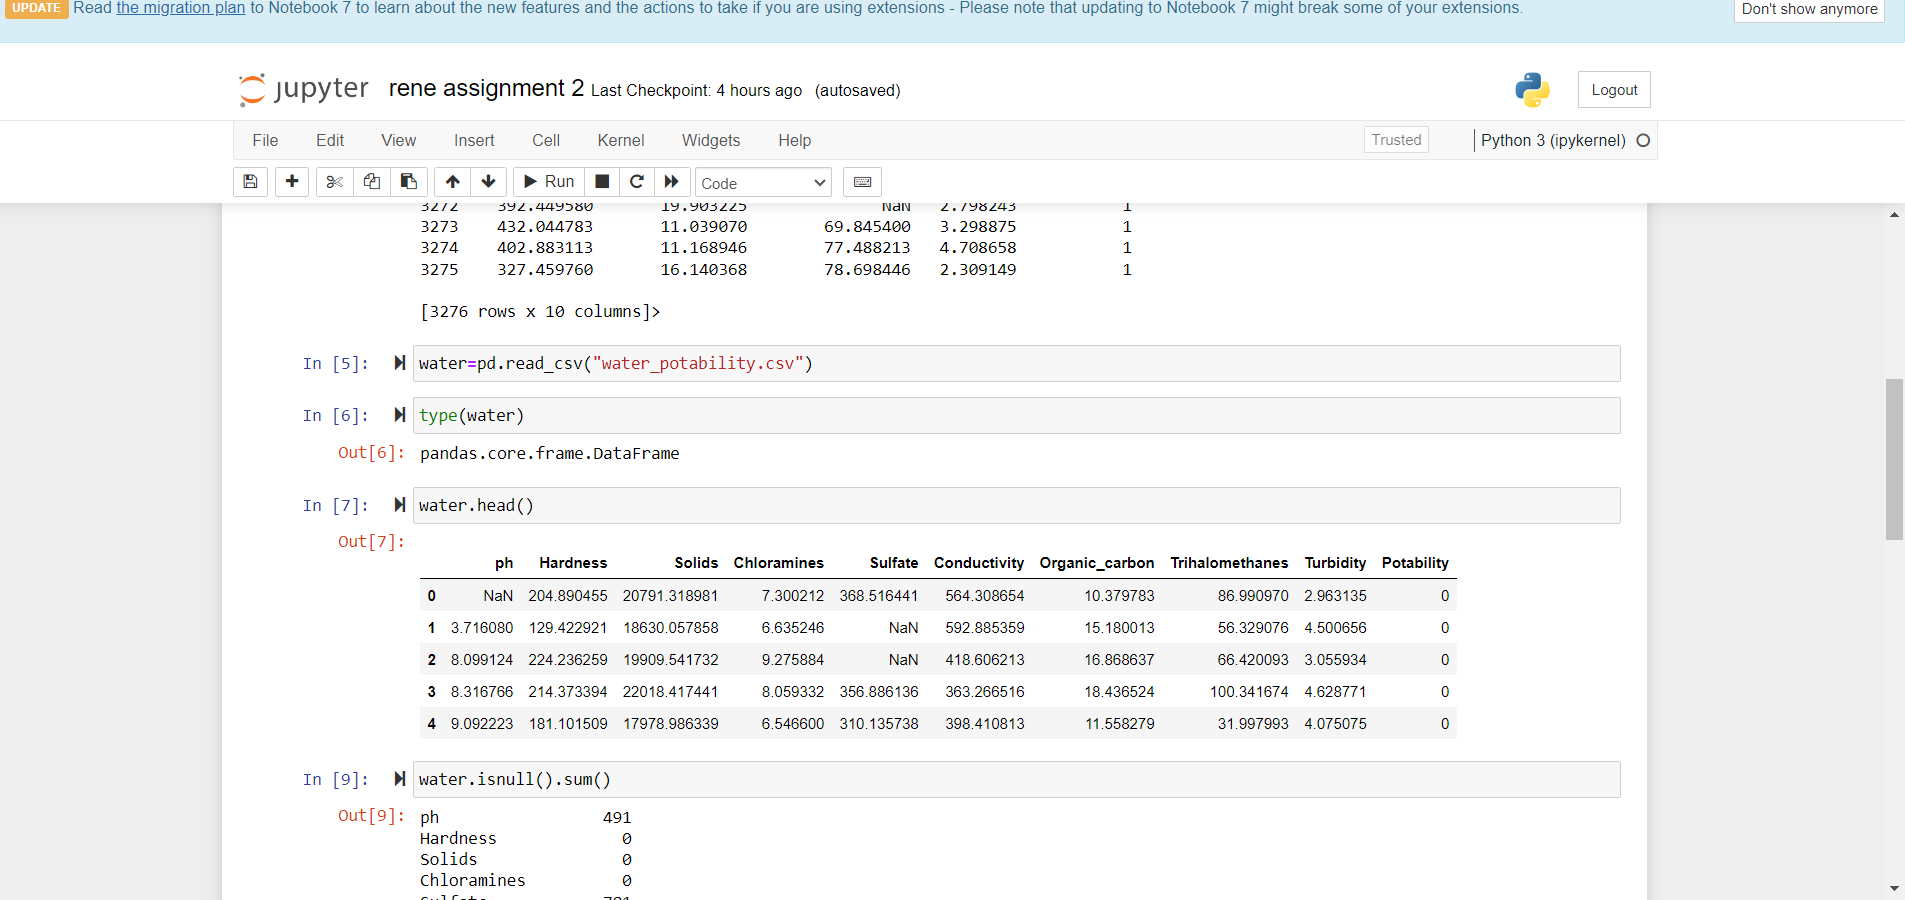 UPDATE Read the migration plan to Notebook 7 to learn about the new features and the actions to take if you are using extensions - Please note that updating to Notebook 7 might break some of your extensions. Don't show anymore
jupyter rene assignment 2 Last Checkpoint: 4 hours ago (autosaved) Logout
File Edit View Insert Cell Kernel Widgets Help Trusted Python 3 (ipykernel)
Run Code
3272 392.449580 19.903225 NaN 2.798243 1
3273 432.044783 11.039070 69.845400 3.298875 1
3274 402.883113 11.168946 77.488213 4.708658 1
3275 327.459760 16.140368 78.698446 2.309149 1
[3276 rows x 10 columns]>
In [5]: water=pd.read_csv("water_potability.csv")
In [6]: type(water)
Out[6]: pandas.core.frame.DataFrame
In [7]: water.head()
Out[7]:
ph Hardness Solids Chloramines Sulfate Conductivity Organic_carbon Trihalomethanes Turbidity Potability
0 NaN 204.890455 20791.318981 7.300212 368.516441 564.308654 10.379783 86.990970 2.963135 0
1 3.716080 129.422921 18630.057858 6.635246 NaN 592.885359 15.180013 56.329076 4.500656 0
2 8.099124 224.236259 19909.541732 9.275884 NaN 418.606213 16.868637 66.420093 3.055934 0
3 8.316766 214.373394 22018.417441 8.059332 356.886136 363.266516 18.436524 100.341674 4.628771 0
4 9.092223 181.101509 17978.986339 6.546600 310.135738 398.410813 11.558279 31.997993 4.075075 0
In [9]: water.isnull().sum()
Out[9]: ph 491
Hardness 0
Solids 0
Chloramines 0